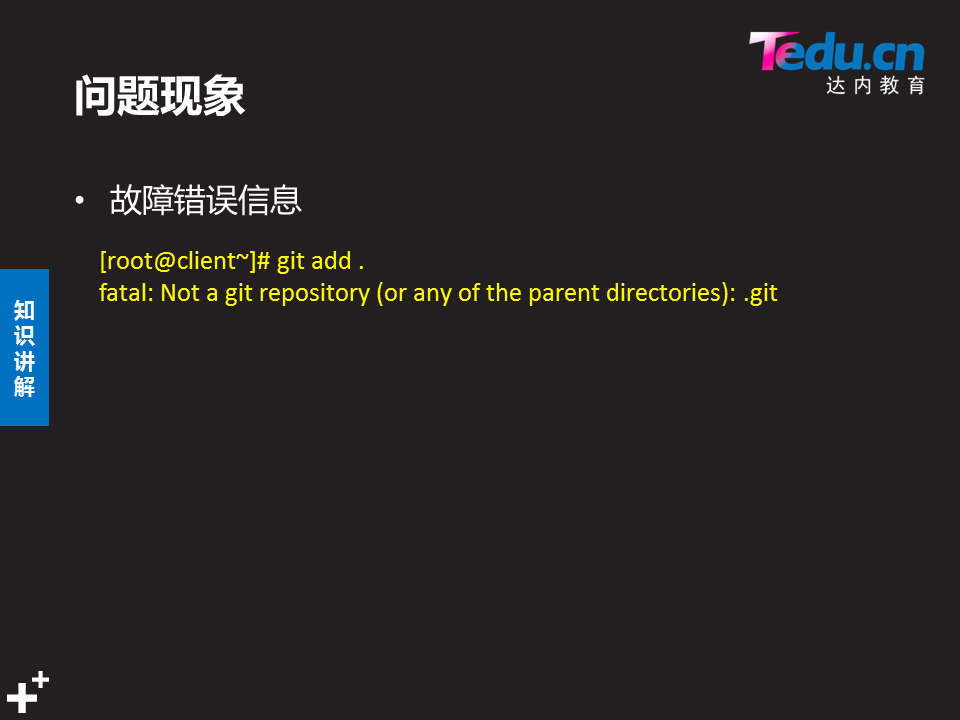 Tedu.cn
达内教育
问题现象
• 故障错误信息
[root@client~]# git add .
fatal: Not a git repository (or any of the parent directories): .git
知
识
讲
解